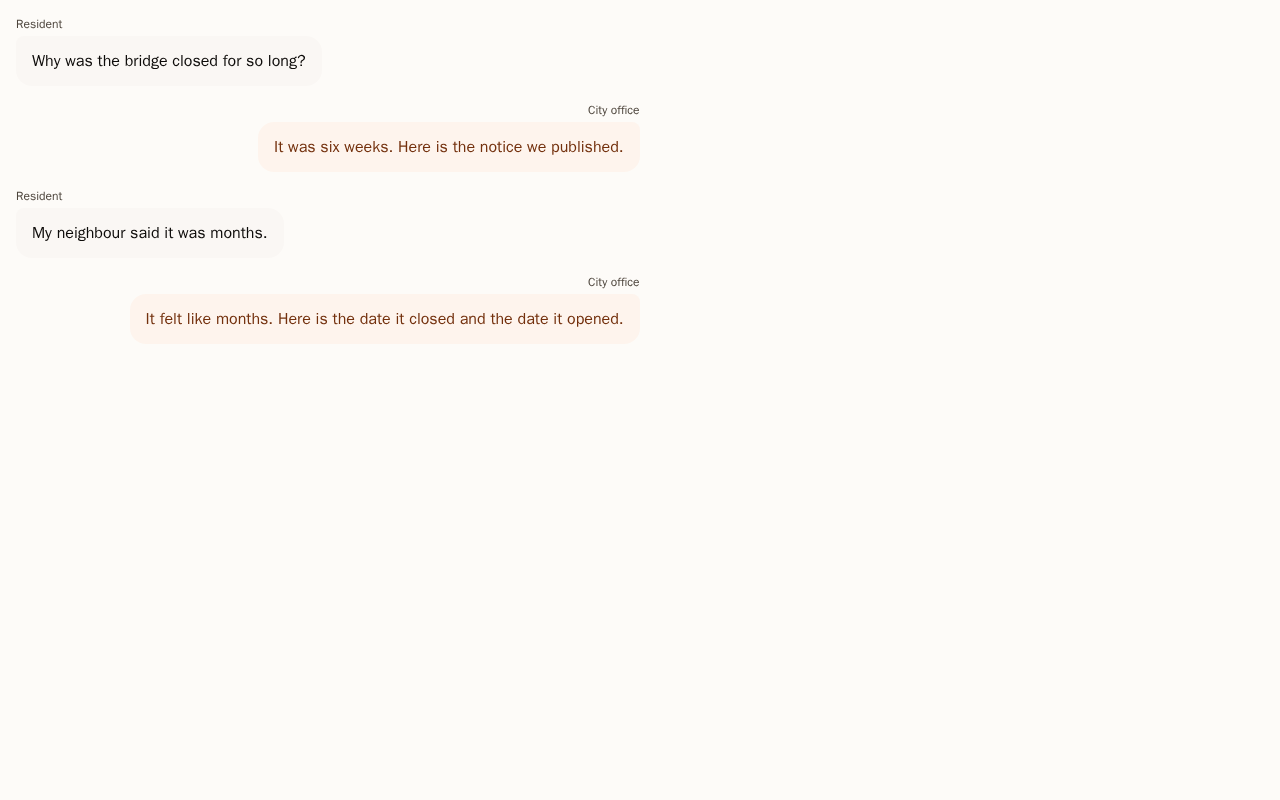 Resident
Why was the bridge closed for so long?
City office
It was six weeks. Here is the notice we published.
Resident
My neighbour said it was months.
City office
It felt like months. Here is the date it closed and the date it opened.